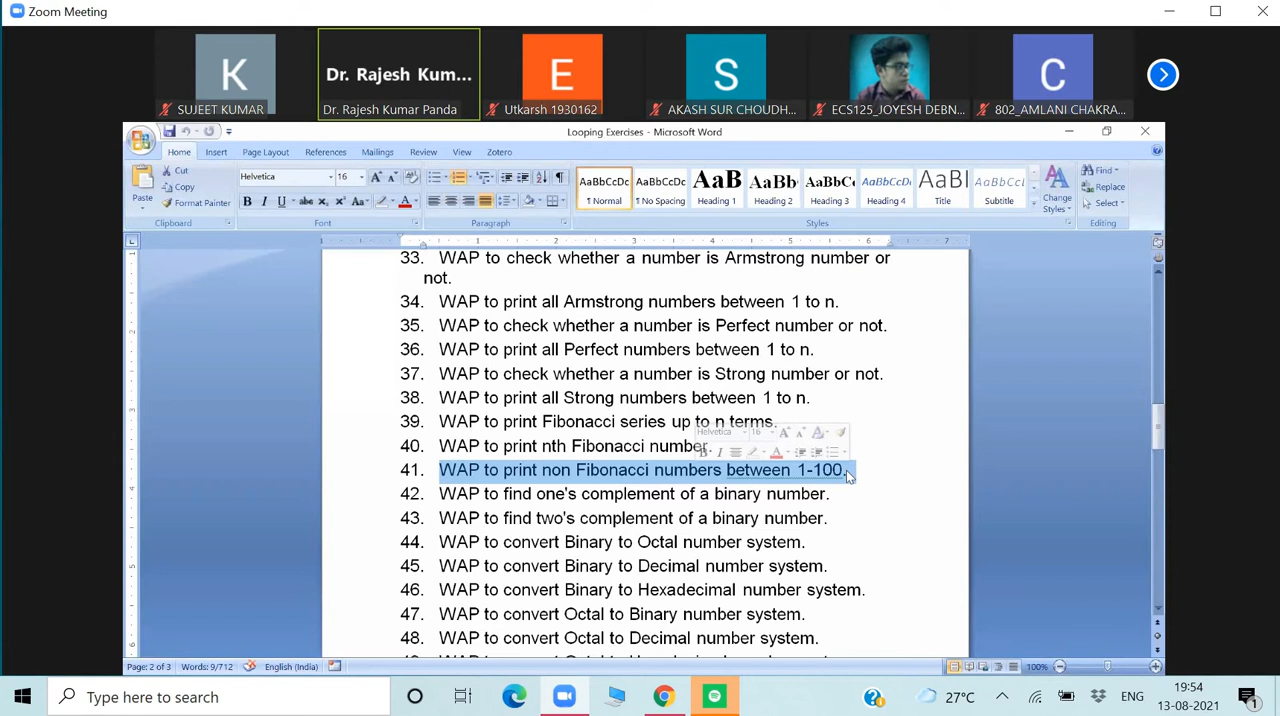 Zoom Meeting
K
Dr. Rajesh Kum...
E
S
C
SUJEET KUMAR
Dr. Rajesh Kumar Panda
Utkarsh 1930162
AKASH SUR CHOUDH...
ECS125_JOYESH DEBN...
802_AMLANI CHAKRA...
Looping Exercises - Microsoft Word
Home Insert Page Layout References Mailings Review View Zotero
Paste
Cut
Copy
Format Painter
Clipboard
Helvetica 16
Font
Paragraph
AaBbCcDc AaBbCcDc AaB AaBb AaBbC AaBbCcDd AaBl AaBbCcDd
¶ Normal ¶ No Spacing Heading 1 Heading 2 Heading 3 Heading 4 Title Subtitle
Styles
Change Styles
Find
Replace
Select
Editing
33. WAP to check whether a number is Armstrong number or
not.
34. WAP to print all Armstrong numbers between 1 to n.
35. WAP to check whether a number is Perfect number or not.
36. WAP to print all Perfect numbers between 1 to n.
37. WAP to check whether a number is Strong number or not.
38. WAP to print all Strong numbers between 1 to n.
39. WAP to print Fibonacci series up to n terms.
40. WAP to print nth Fibonacci number.
41. WAP to print non Fibonacci numbers between 1-100.
42. WAP to find one's complement of a binary number.
43. WAP to find two's complement of a binary number.
44. WAP to convert Binary to Octal number system.
45. WAP to convert Binary to Decimal number system.
46. WAP to convert Binary to Hexadecimal number system.
47. WAP to convert Octal to Binary number system.
48. WAP to convert Octal to Decimal number system.
Page: 2 of 3 Words: 9/712 English (India) 100%
Type here to search
27°C ENG
19:54
13-08-2021